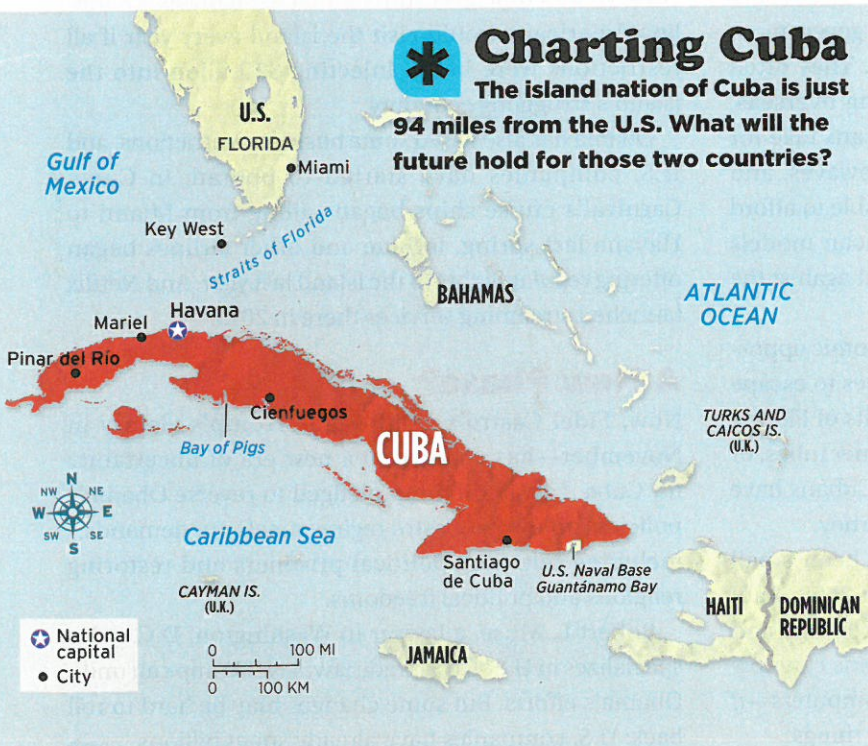 Charting Cuba
The island nation of Cuba is just
94 miles from the U.S. What will the
future hold for those two countries?
U.S.
FLORIDA
Gulf of
Mexico
Miami
Key West
Straits of Florida
BAHAMAS
ATLANTIC
OCEAN
Havana
Mariel
Pinar del Río
Cienfuegos
Bay of Pigs
CUBA
TURKS AND
CAICOS IS.
(U.K.)
N
NW
NE
W
E
SW
SE
S
Caribbean Sea
CAYMAN IS.
(U.K.)
Santiago
de Cuba
U.S. Naval Base
Guantánamo Bay
HAITI
DOMINICAN
REPUBLIC
JAMAICA
National
capital
City
0 100 MI
0 100 KM